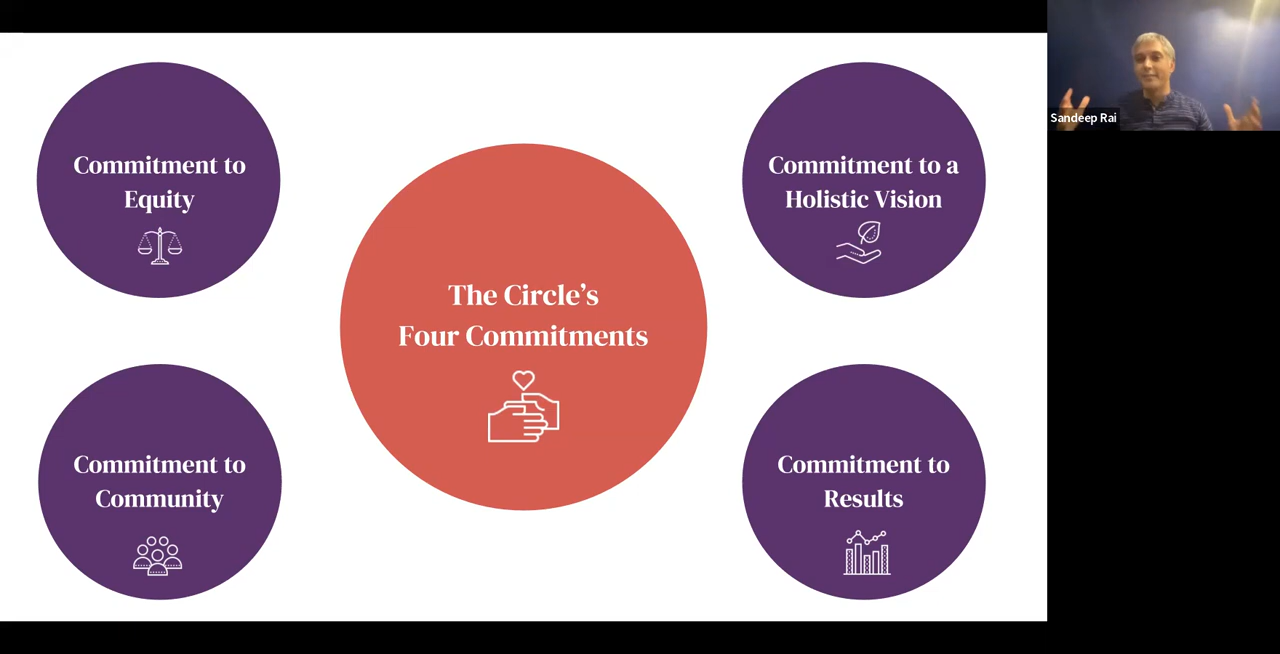 Commitment to
Equity
Commitment to a
Holistic Vision
The Circle’s
Four Commitments
Commitment to
Community
Commitment to
Results
Sandeep Rai